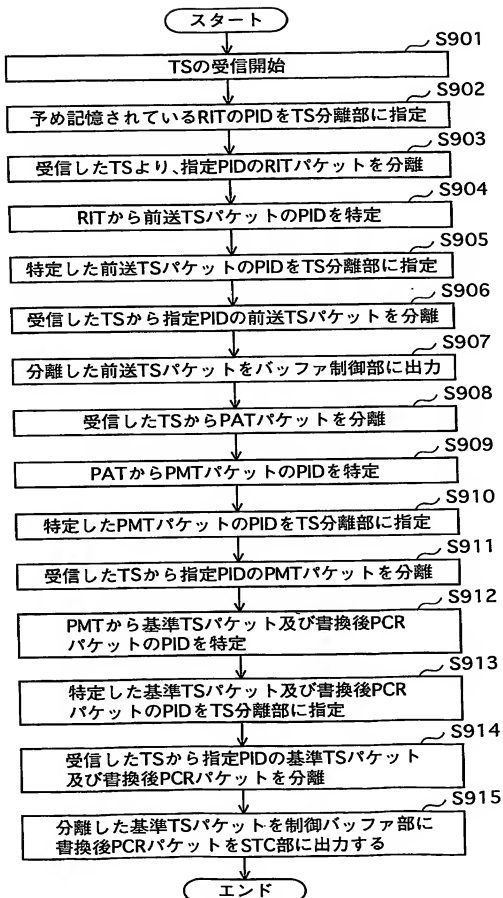 スタート
S901
TSの受信開始
S902
予め記憶されているRITのPIDをTS分離部に指定
S903
受信したTSより、指定PIDのRITパケットを分離
S904
RITから前送TSパケットのPIDを特定
S905
特定した前送TSパケットのPIDをTS分離部に指定
S906
受信したTSから指定PIDの前送TSパケットを分離
S907
分離した前送TSパケットをバッファ制御部に出力
S908
受信したTSからPATパケットを分離
S909
PATからPMTパケットのPIDを特定
S910
特定したPMTパケットのPIDをTS分離部に指定
S911
受信したTSから指定PIDのPMTパケットを分離
S912
PMTから基準TSパケット及び書換後PCR
パケットのPIDを特定
S913
特定した基準TSパケット及び書換後PCR
パケットのPIDをTS分離部に指定
S914
受信したTSから指定PIDの基準TSパケット
及び書換後PCRパケットを分離
S915
分離した基準TSパケットを制御バッファ部に
書換後PCRパケットをSTC部に出力する
エンド